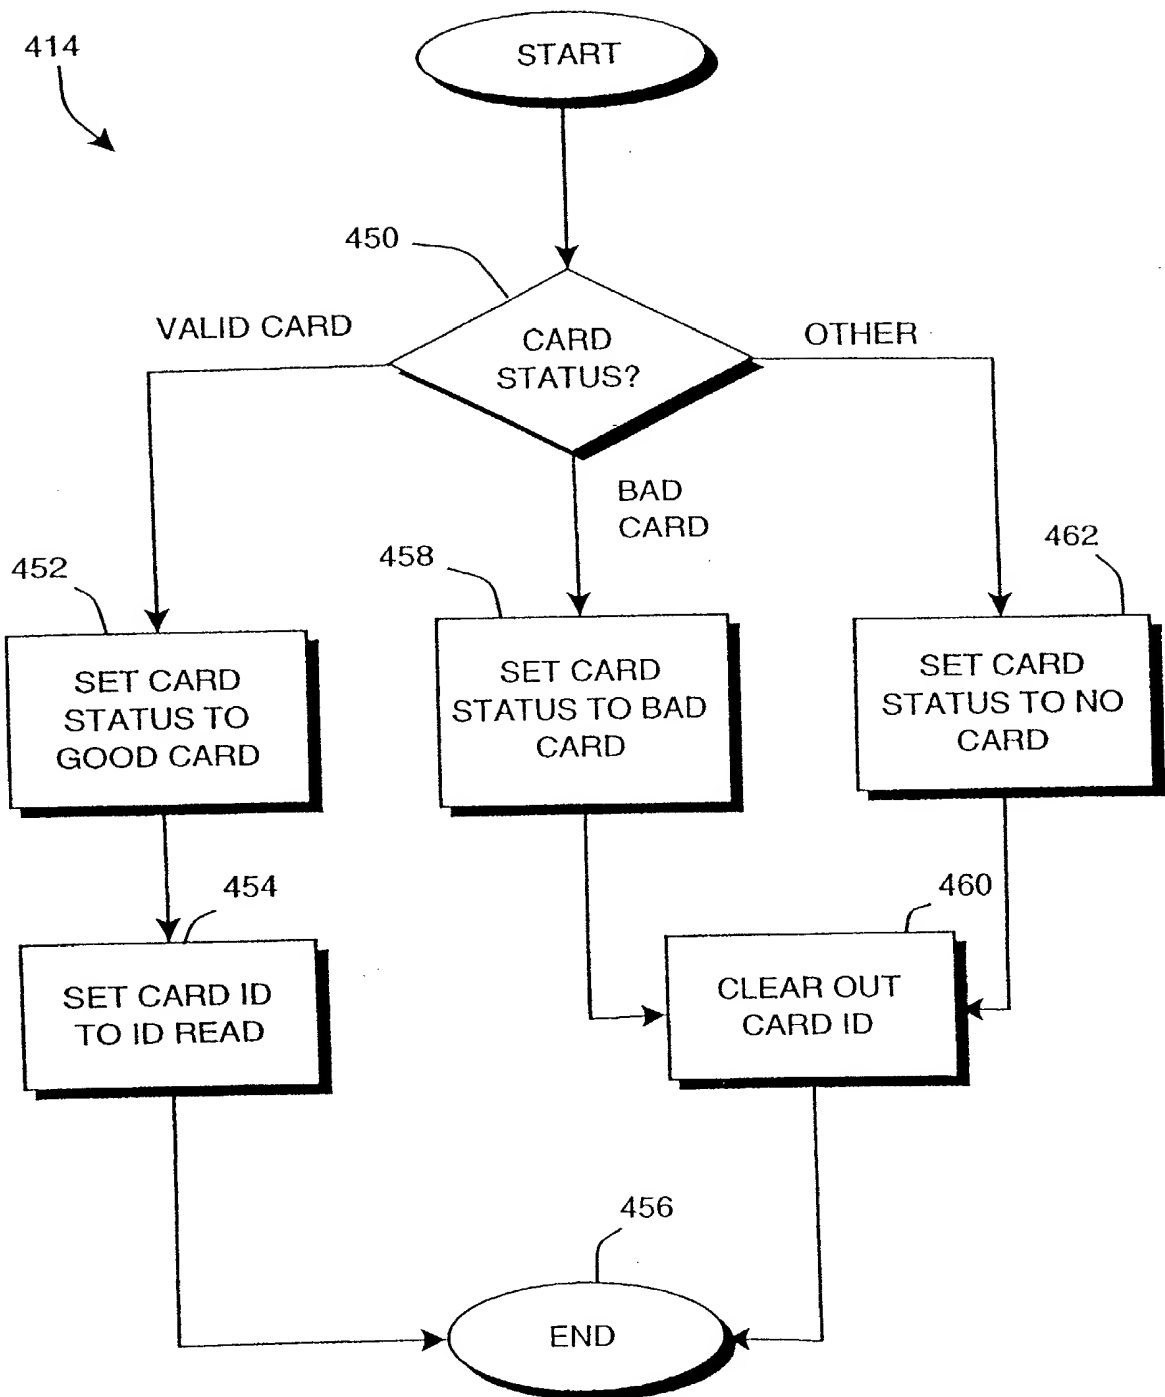 414
START
450
VALID CARD
CARD
STATUS?
OTHER
BAD
CARD
452
458
462
SET CARD
STATUS TO
GOOD CARD
SET CARD
STATUS TO BAD
CARD
SET CARD
STATUS TO NO
CARD
454
460
SET CARD ID
TO ID READ
CLEAR OUT
CARD ID
456
END